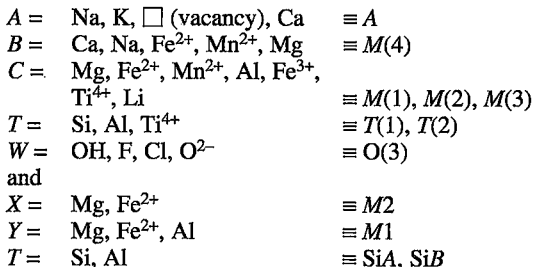 A = Na, K, □ (vacancy), Ca ≡ A
B = Ca, Na, Fe²⁺, Mn²⁺, Mg ≡ M(4)
C = Mg, Fe²⁺, Mn²⁺, Al, Fe³⁺,
Ti⁴⁺, Li ≡ M(1), M(2), M(3)
T = Si, Al, Ti⁴⁺ ≡ T(1), T(2)
W = OH, F, Cl, O²⁻ ≡ O(3)
and
X = Mg, Fe²⁺ ≡ M2
Y = Mg, Fe²⁺, Al ≡ M1
T = Si, Al ≡ SiA, SiB